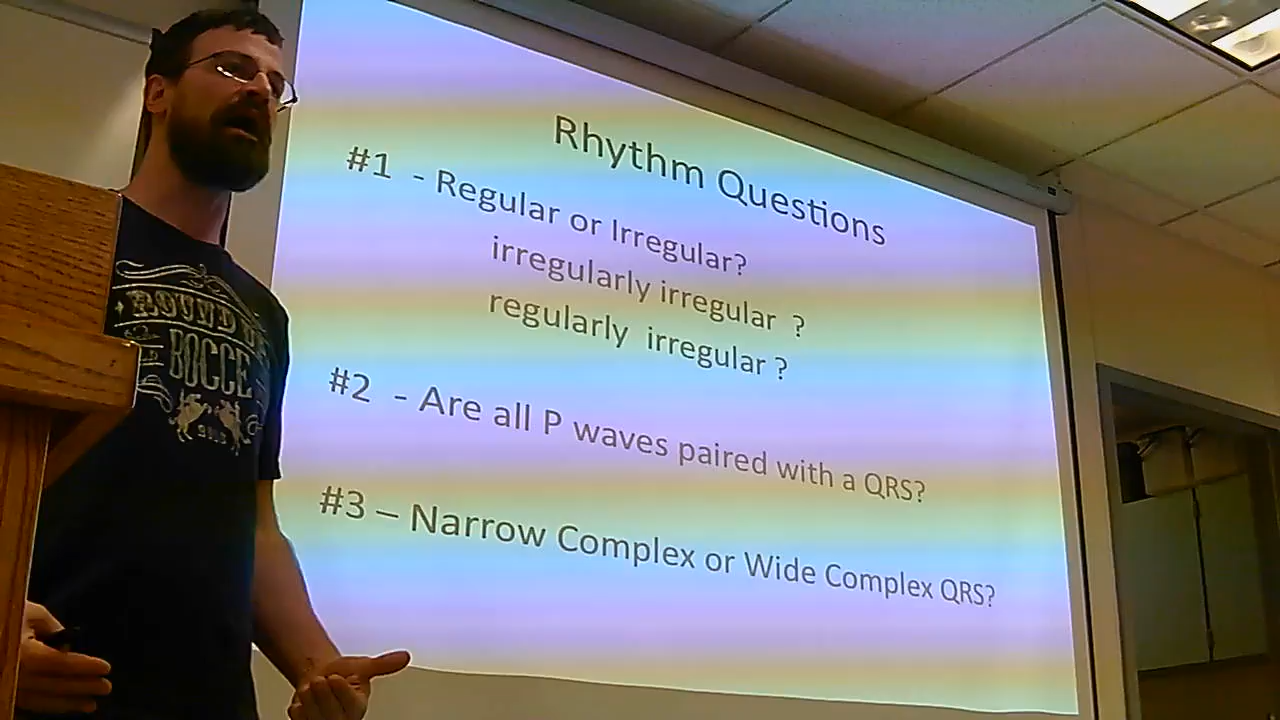 Rhythm Questions
#1 - Regular or Irregular?
irregularly irregular ?
regularly irregular ?
#2 - Are all P waves paired with a QRS?
#3 – Narrow Complex or Wide Complex QRS?
ROUND
BOCCE